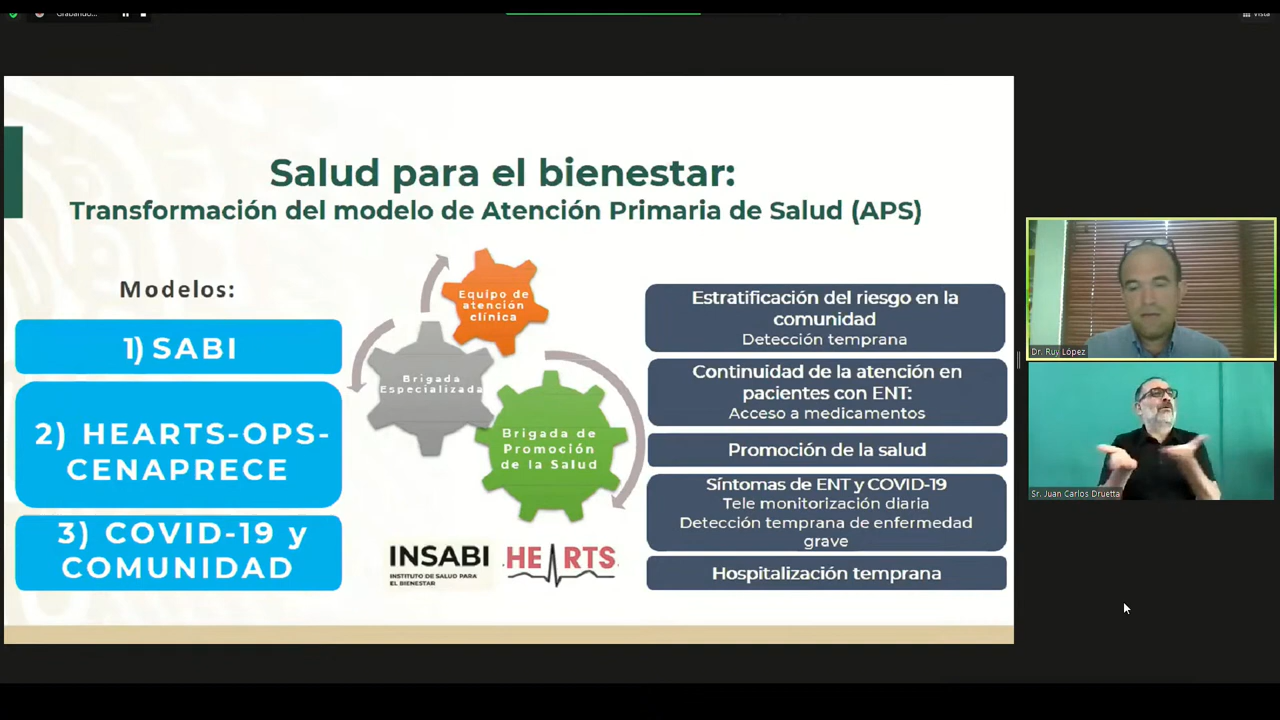 Grabando...
Vista
Salud para el bienestar:
Transformación del modelo de Atención Primaria de Salud (APS)
Modelos:
1) SABI
2) HEARTS-OPS-
CENAPRECE
3) COVID-19 y
COMUNIDAD
Equipo de
atención
clínica
Brigada
Especializada
Brigada de
Promoción
de la Salud
INSABI
INSTITUTO DE SALUD PARA
EL BIENESTAR
HEARTS
Estratificación del riesgo en la
comunidad
Detección temprana
Continuidad de la atención en
pacientes con ENT:
Acceso a medicamentos
Promoción de la salud
Síntomas de ENT y COVID-19
Tele monitorización diaria
Detección temprana de enfermedad
grave
Hospitalización temprana
Dr. Ruy López
Sr. Juan Carlos Druetta